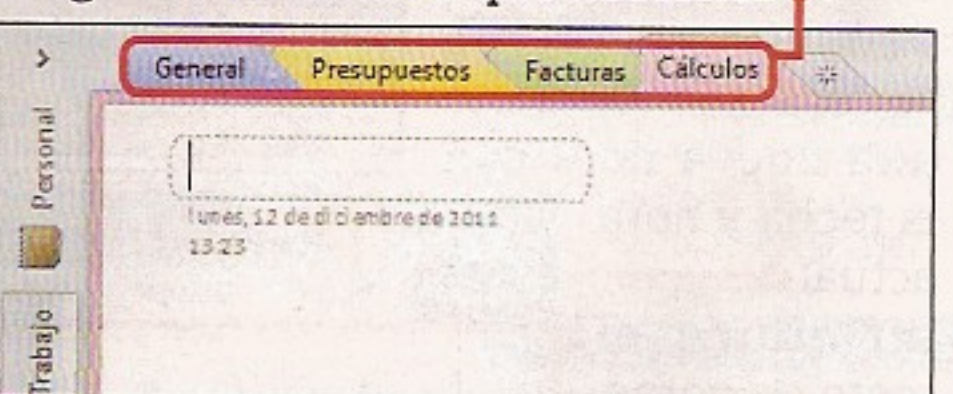 General Presupuestos Facturas Cálculos
Personal
lunes, 12 de diciembre de 2011
13:23
Trabajo